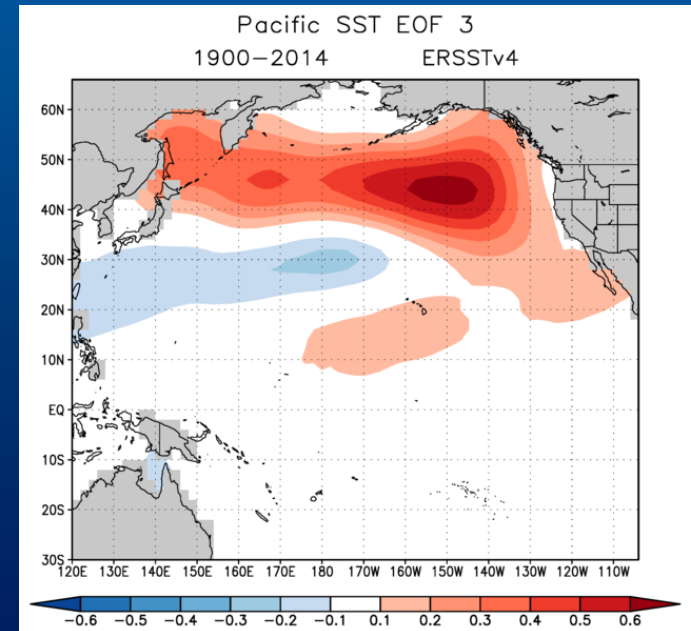 Pacific SST EOF 3
1900−2014 ERSSTv4
60N
50N
40N
30N
20N
10N
EQ
10S
20S
30S
120E 130E 140E 150E 160E 170E 180 170W 160W 150W 140W 130W 120W 110W
−0.6 −0.5 −0.4 −0.3 −0.2 −0.1 0.1 0.2 0.3 0.4 0.5 0.6